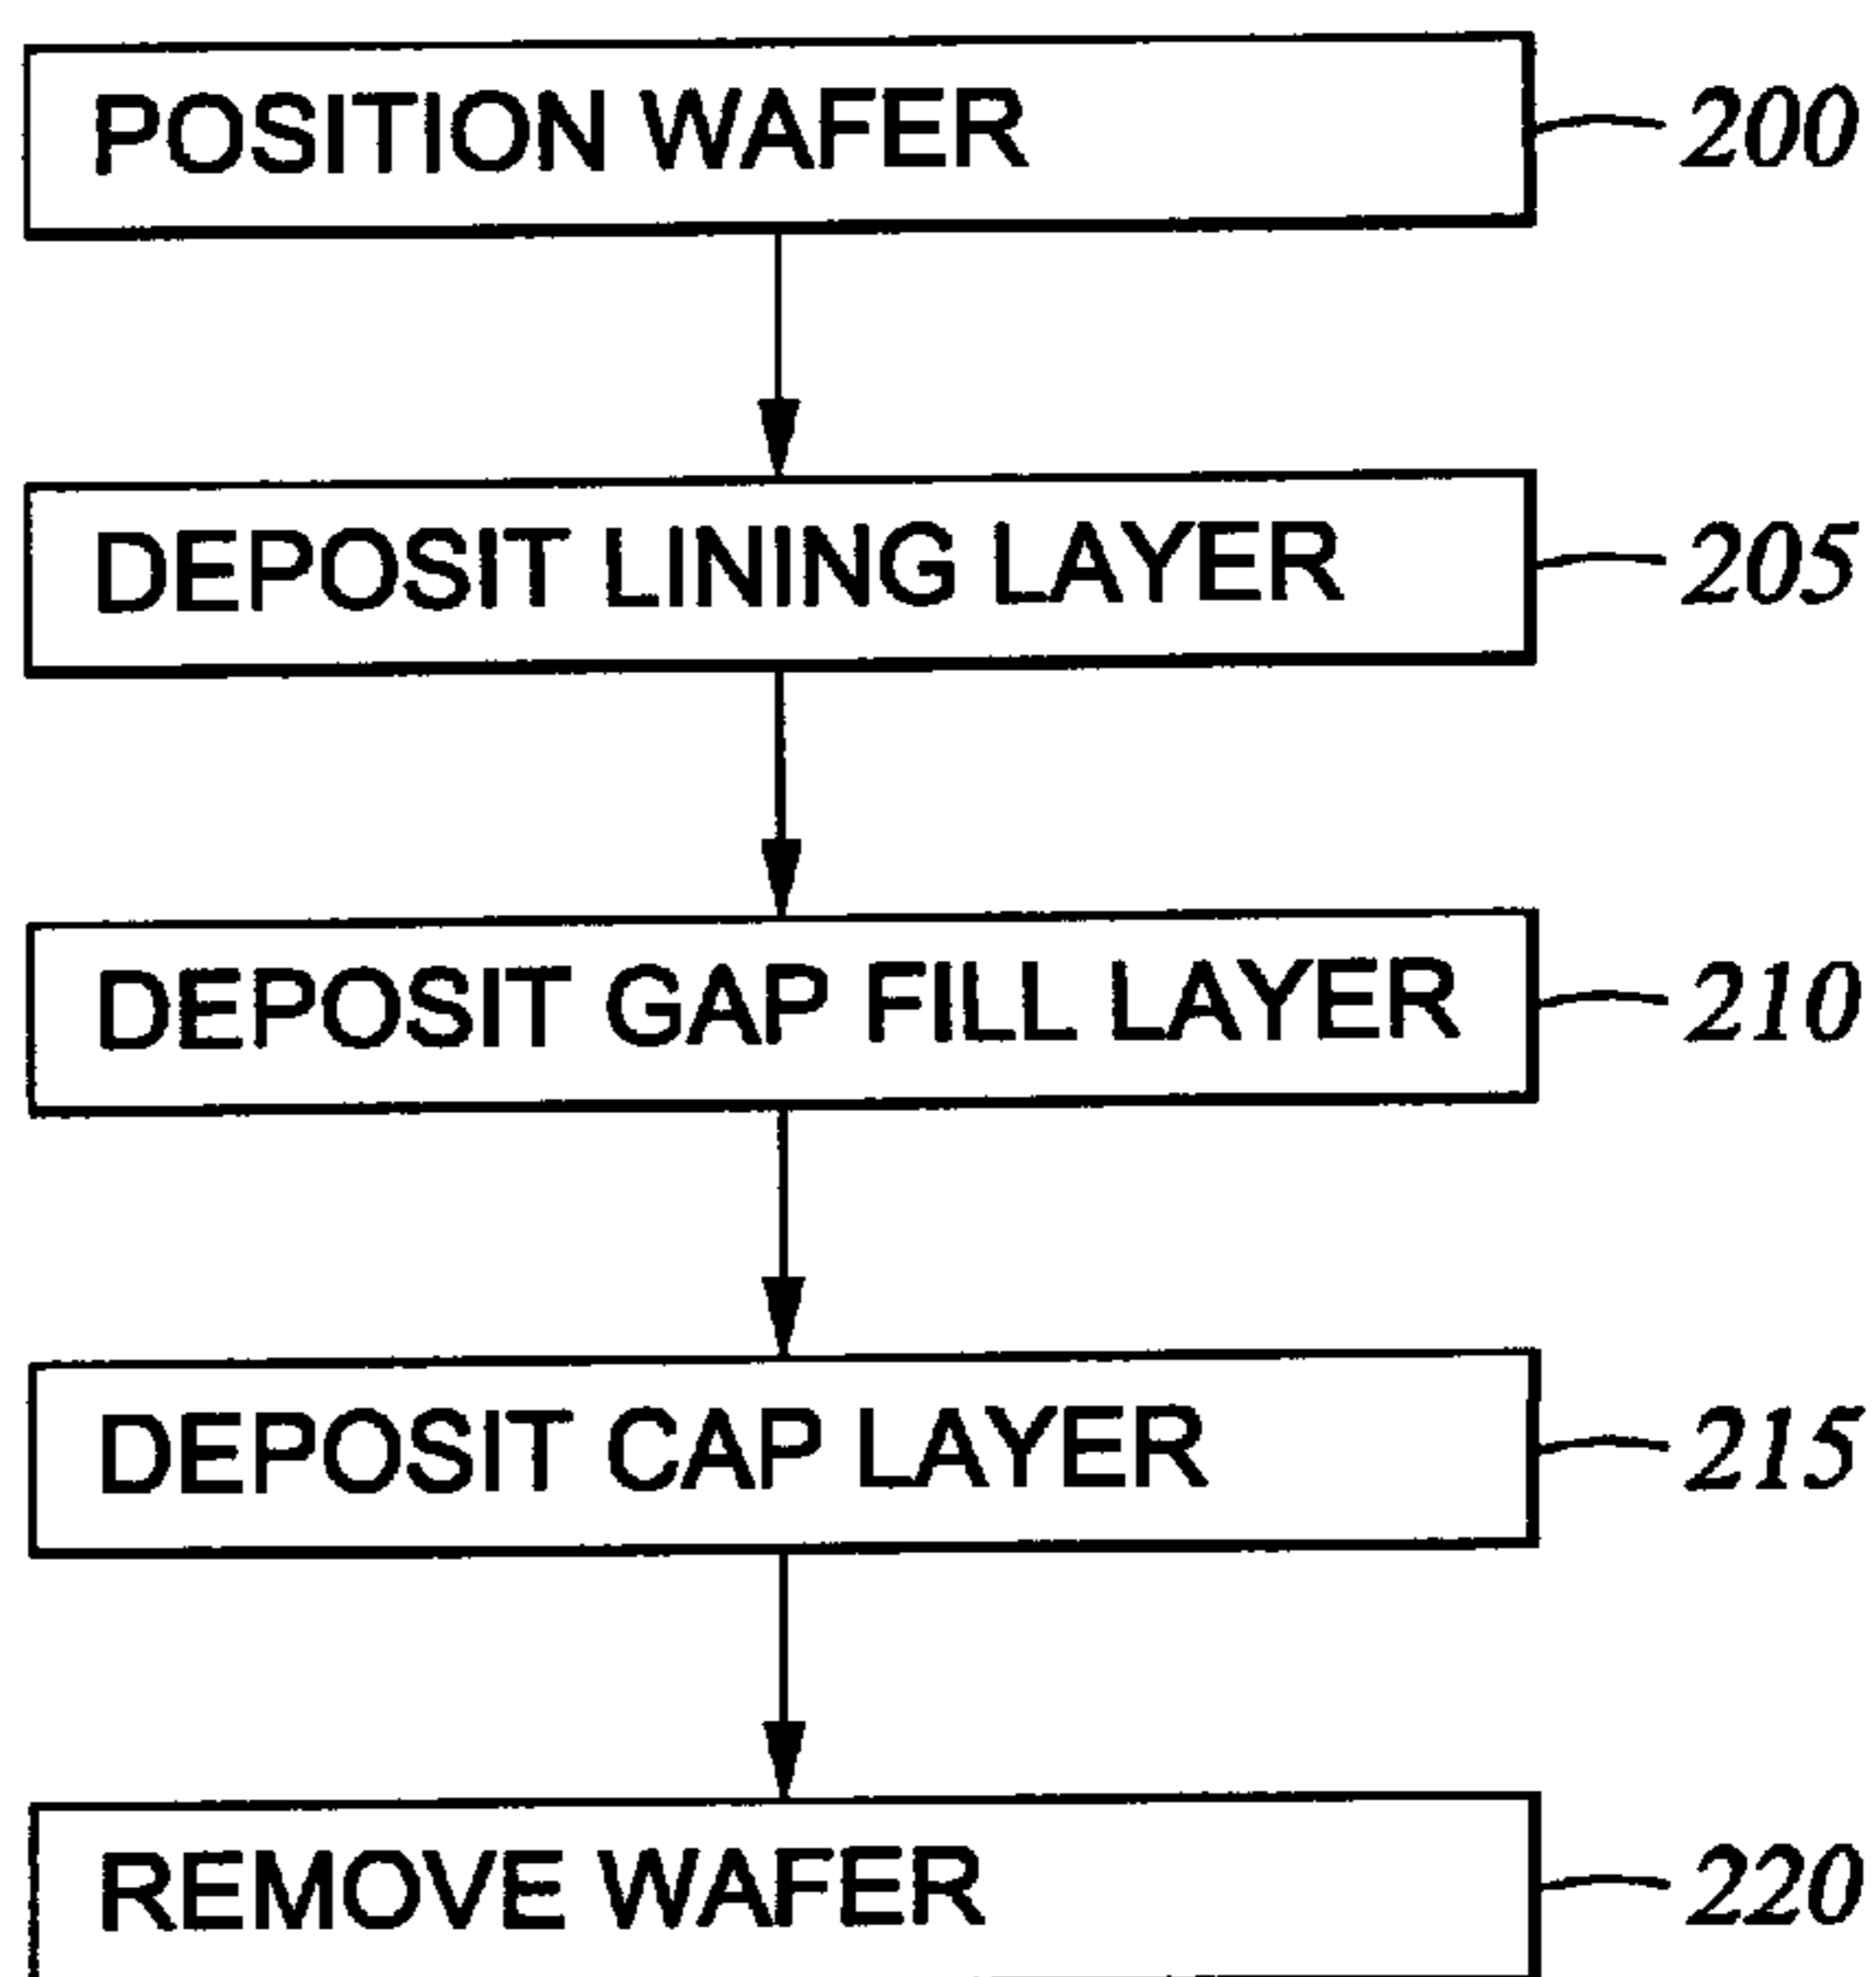 POSITION WAFER 200
DEPOSIT LINING LAYER 205
DEPOSIT GAP FILL LAYER 210
DEPOSIT CAP LAYER 215
REMOVE WAFER 220